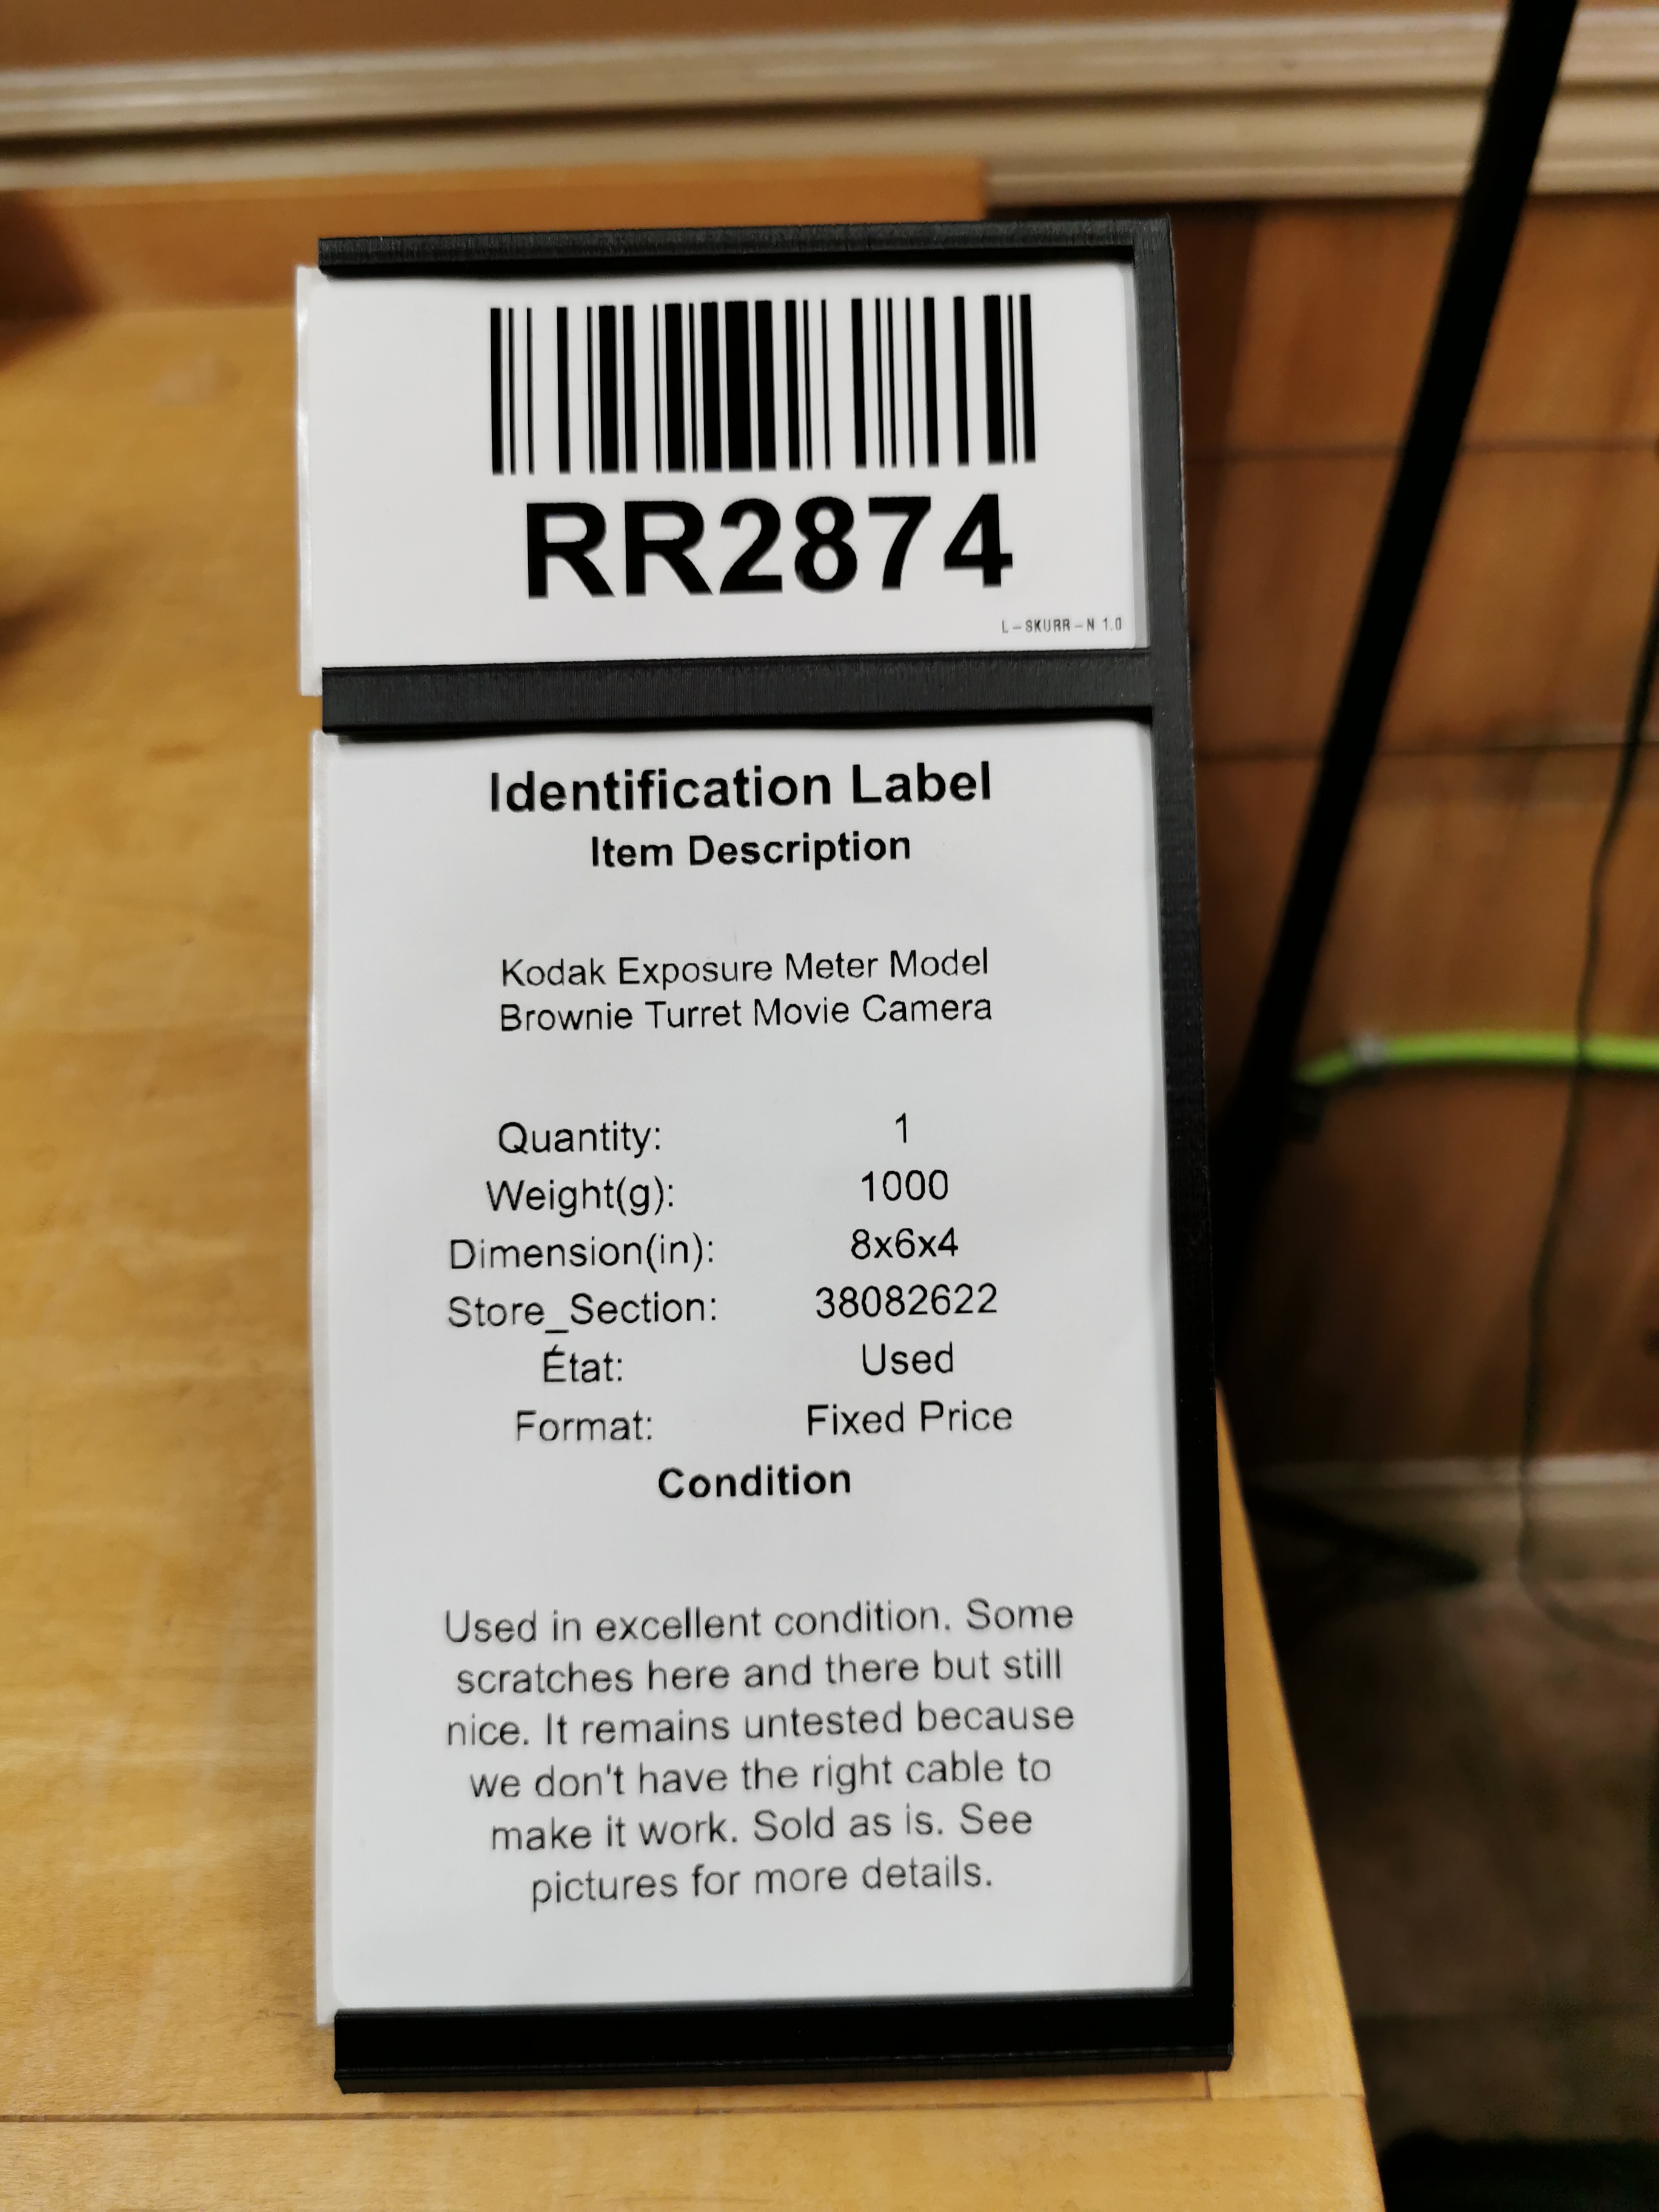 RR2874
L-SKURR-N 1.0
Identification Label
Item Description
Kodak Exposure Meter Model
Brownie Turret Movie Camera
Quantity: 1
Weight(g): 1000
Dimension(in): 8x6x4
Store_Section: 38082622
État: Used
Format: Fixed Price
Condition
Used in excellent condition. Some
scratches here and there but still
nice. It remains untested because
we don't have the right cable to
make it work. Sold as is. See
pictures for more details.